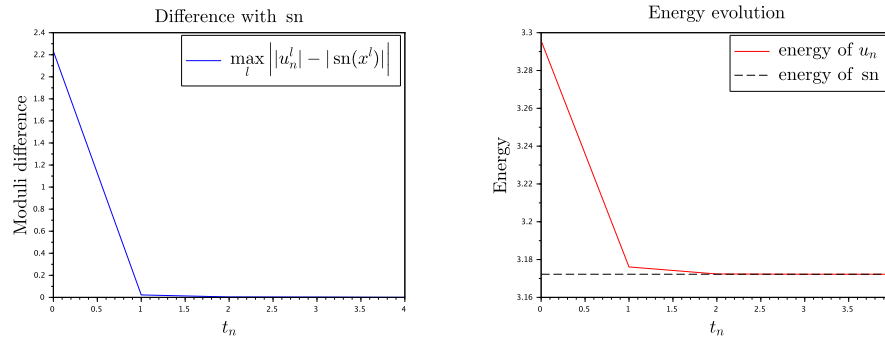 Difference with sn
2.4
2.2
2
1.8
1.6
1.4
1.2
1
0.8
0.6
0.4
0.2
0
Moduli difference
max_l ||u_n^l| − | sn(x^l)||
0 0.5 1 1.5 2 2.5 3 3.5 4
t_n
Energy evolution
3.3
3.28
3.26
3.24
3.22
3.2
3.18
3.16
Energy
energy of u_n
energy of sn
0 0.5 1 1.5 2 2.5 3 3.5
t_n